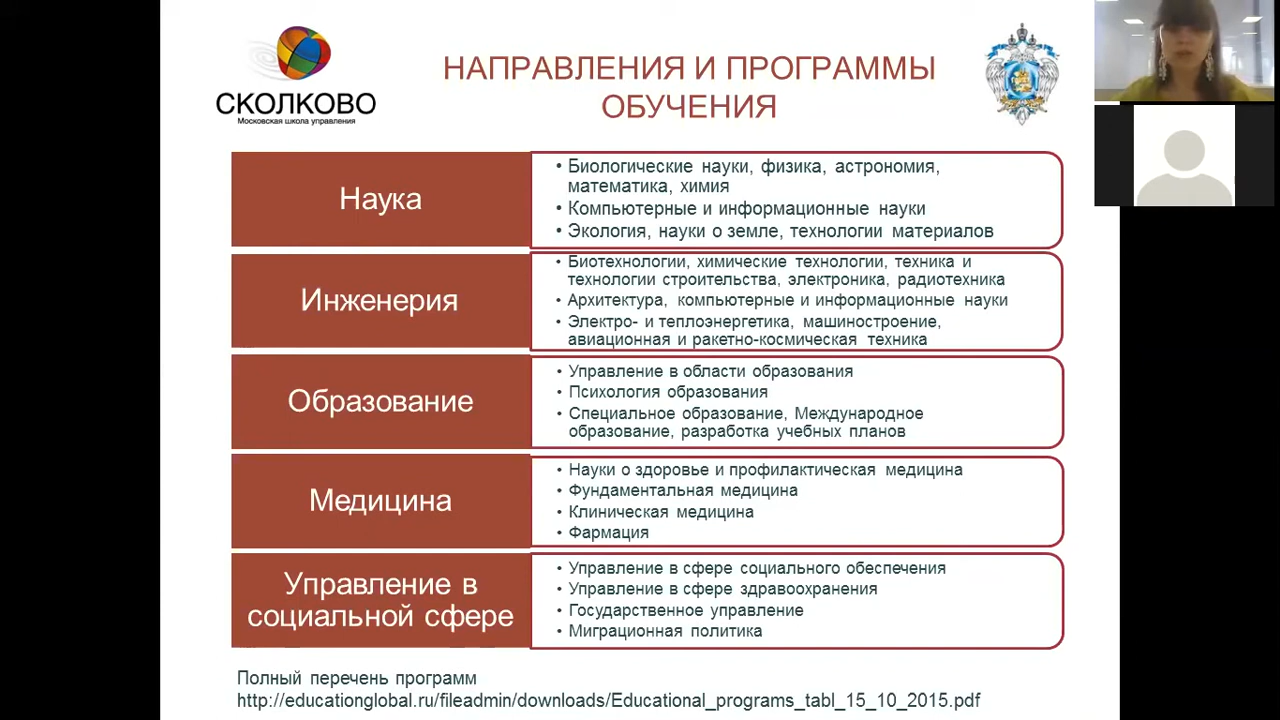 СКОЛКОВО
Московская школа управления
НАПРАВЛЕНИЯ И ПРОГРАММЫ
ОБУЧЕНИЯ
Наука
• Биологические науки, физика, астрономия,
математика, химия
• Компьютерные и информационные науки
• Экология, науки о земле, технологии материалов
Инженерия
• Биотехнологии, химические технологии, техника и
технологии строительства, электроника, радиотехника
• Архитектура, компьютерные и информационные науки
• Электро- и теплоэнергетика, машиностроение,
авиационная и ракетно-космическая техника
Образование
• Управление в области образования
• Психология образования
• Специальное образование, Международное
образование, разработка учебных планов
Медицина
• Науки о здоровье и профилактическая медицина
• Фундаментальная медицина
• Клиническая медицина
• Фармация
Управление в
социальной сфере
• Управление в сфере социального обеспечения
• Управление в сфере здравоохранения
• Государственное управление
• Миграционная политика
Полный перечень программ
http://educationglobal.ru/fileadmin/downloads/Educational_programs_tabl_15_10_2015.pdf